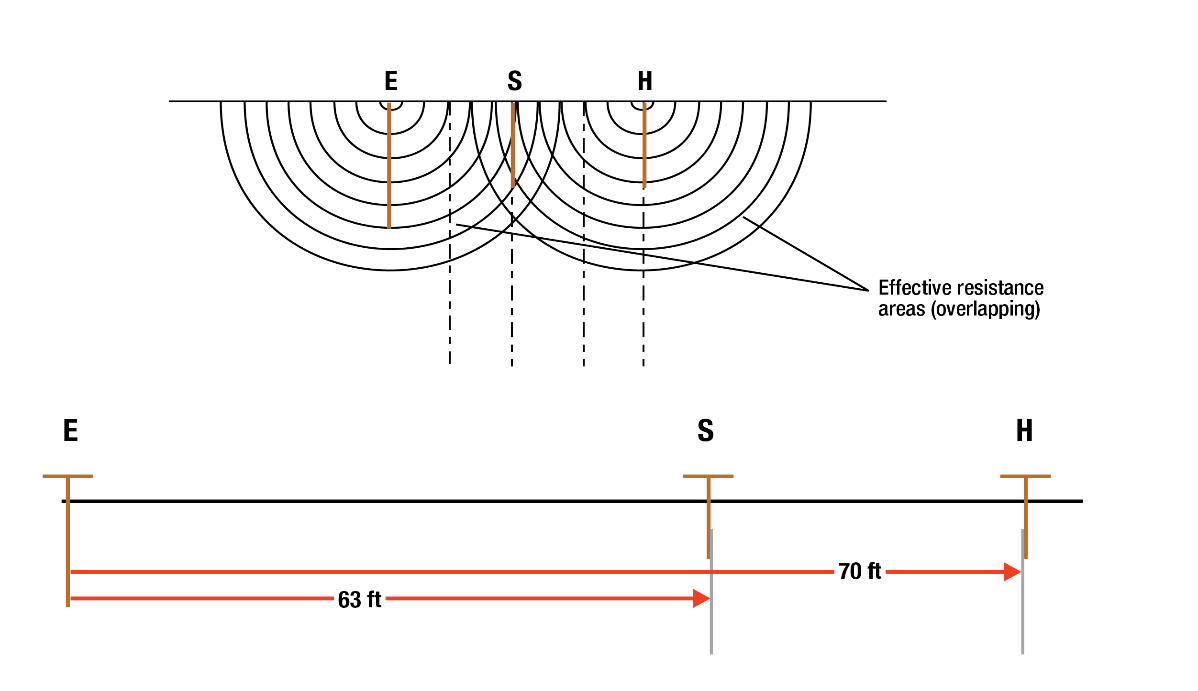 E S H
Effective resistance
areas (overlapping)
E S H
70 ft
63 ft